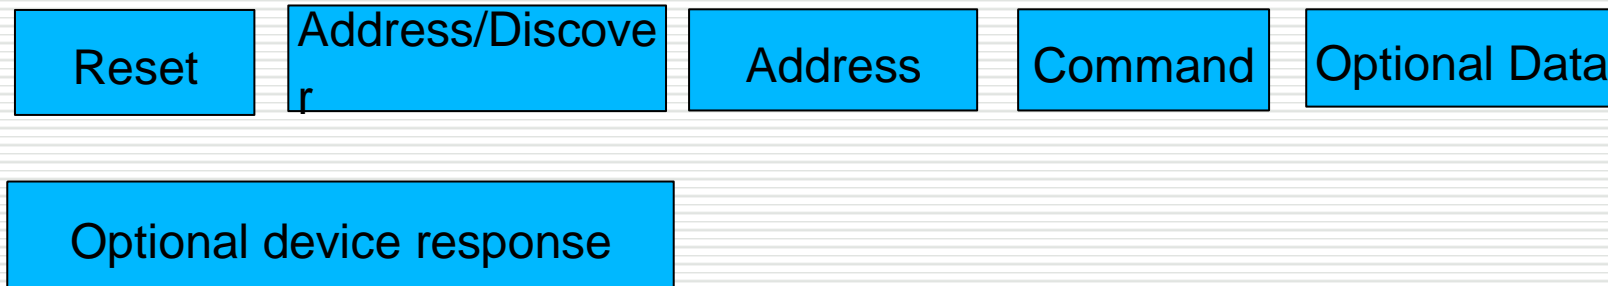 Reset
Address/Discove
r
Address
Command
Optional Data
Optional device response